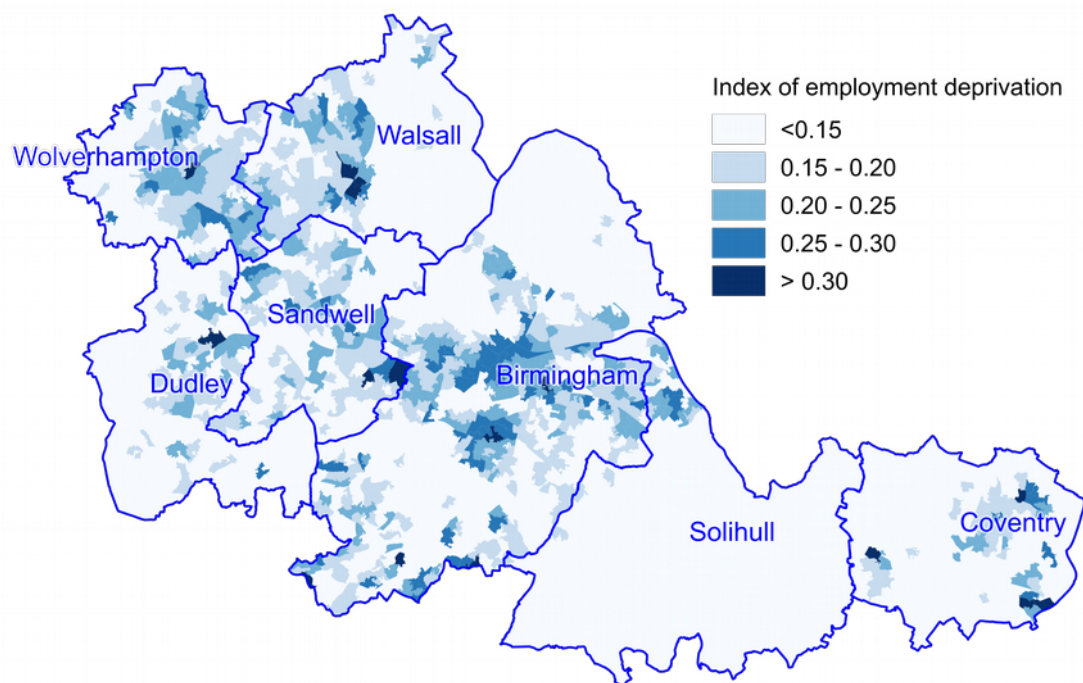 Index of employment deprivation
<0.15
0.15 - 0.20
0.20 - 0.25
0.25 - 0.30
> 0.30
Walsall
Wolverhampton
Sandwell
Birmingham
Dudley
Solihull
Coventry